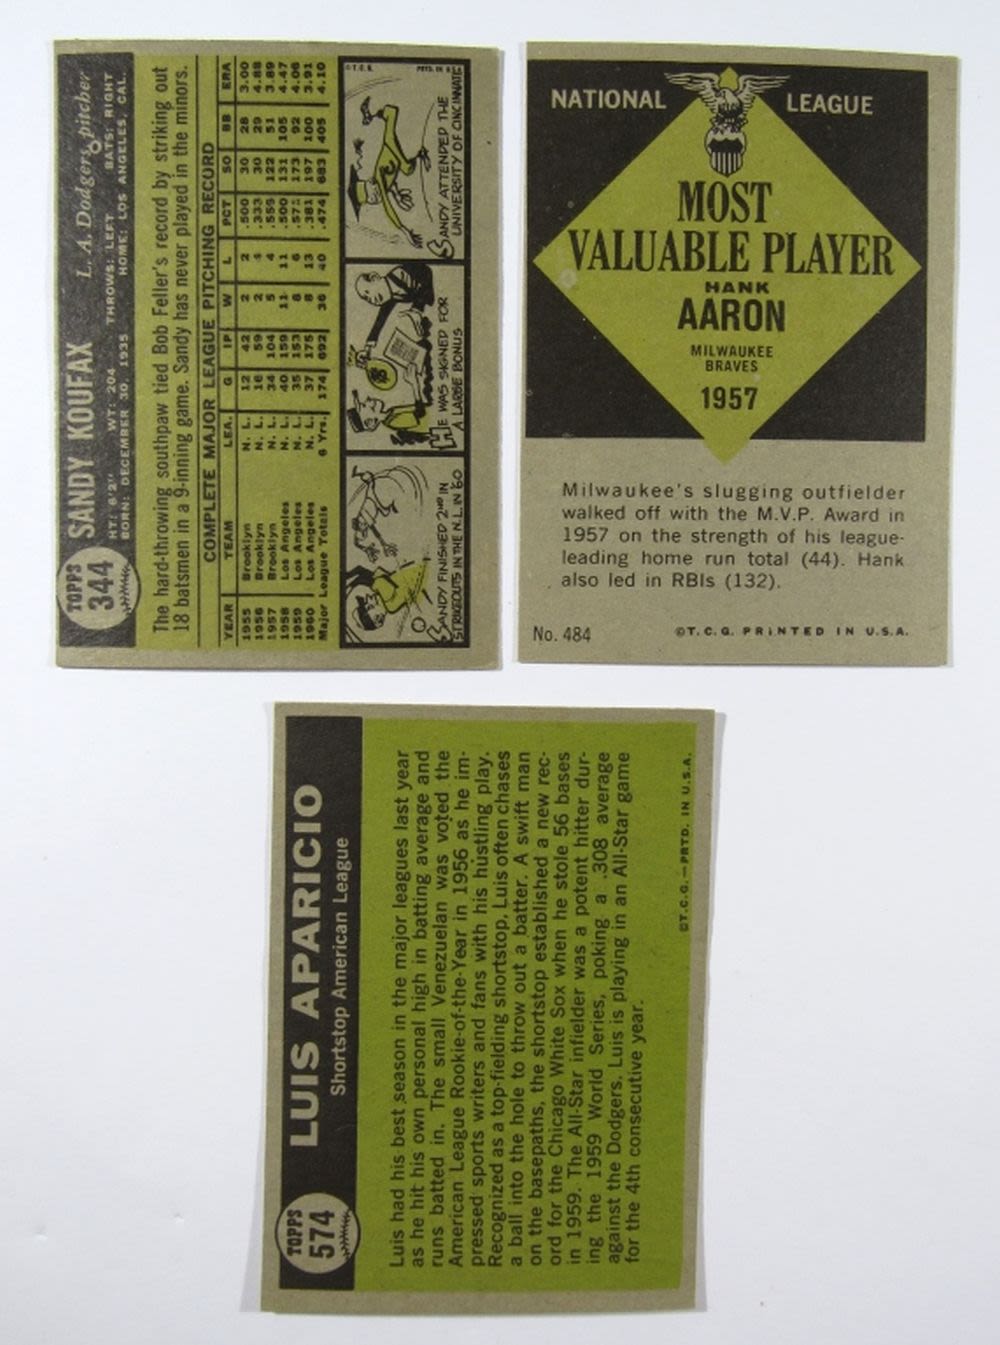 TOPPS
344
SANDY KOUFAX L. A. Dodgers pitcher
HT: 6'2" WT: 204 THROWS: LEFT BATS: RIGHT
BORN: DECEMBER 30, 1935 HOME: LOS ANGELES, CAL.
The hard-throwing southpaw tied Bob Feller's record by striking out
18 batsmen in a 9-inning game. Sandy has never played in the minors.
COMPLETE MAJOR LEAGUE PITCHING RECORD
YEAR TEAM LEA. G IP W L PCT SO BB ERA
1955 Brooklyn N. L. 12 42 2 2 .500 30 28 3.00
1956 Brooklyn N. L. 16 59 2 4 .333 30 29 4.88
1957 Brooklyn N. L. 34 104 5 4 .555 122 51 3.89
1958 Los Angeles N. L. 40 159 11 11 .500 131 105 4.47
1959 Los Angeles N. L. 35 153 8 6 .571 173 92 4.06
1960 Los Angeles N. L. 37 175 8 13 .381 197 100 3.91
Major League Totals 6 Yrs. 174 692 36 40 .474 683 405 4.10
SANDY FINISHED 2ND IN
STRIKEOUTS IN THE N.L. IN '60
HE WAS SIGNED FOR
A LARGE BONUS
©T.C.G. PRTD. IN U.S.A.
SANDY ATTENDED THE
UNIVERSITY OF CINCINNATI
NATIONAL LEAGUE
MOST
VALUABLE PLAYER
HANK
AARON
MILWAUKEE
BRAVES
1957
Milwaukee's slugging outfielder
walked off with the M.V.P. Award in
1957 on the strength of his league-
leading home run total (44). Hank
also led in RBIs (132).
No. 484 ©T.C.G. PRINTED IN U.S.A.
TOPPS
574
LUIS APARICIO
Shortstop American League
Luis had his best season in the major leagues last year
as he hit his own personal high in batting average and
runs batted in. The small Venezuelan was voted the
American League Rookie-of-the-Year in 1956 as he im-
pressed sports writers and fans with his hustling play.
Recognized as a top-fielding shortstop, Luis often chases
a ball into the hole to throw out a batter. A swift man
on the basepaths, the shortstop established a new rec-
ord for the Chicago White Sox when he stole 56 bases
in 1959. The All-Star infielder was a potent hitter dur-
ing the 1959 World Series, poking a .308 average
against the Dodgers. Luis is playing in an All-Star game
for the 4th consecutive year.
©T.C.G.—PRTD. IN U.S.A.